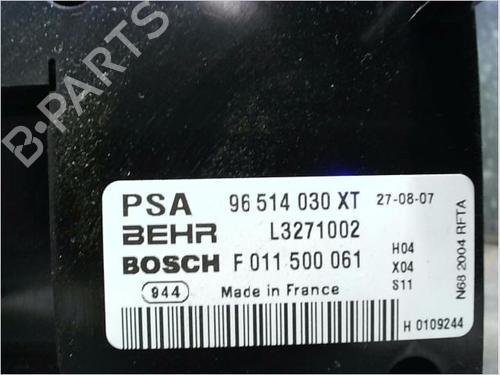 B-PARTS
PSA 96 514 030 XT 27-08-07
BEHR L3271002 H04
BOSCH F 011 500 061 X04
S11
944 Made in France
H 0109244
N68 2004 RFTA